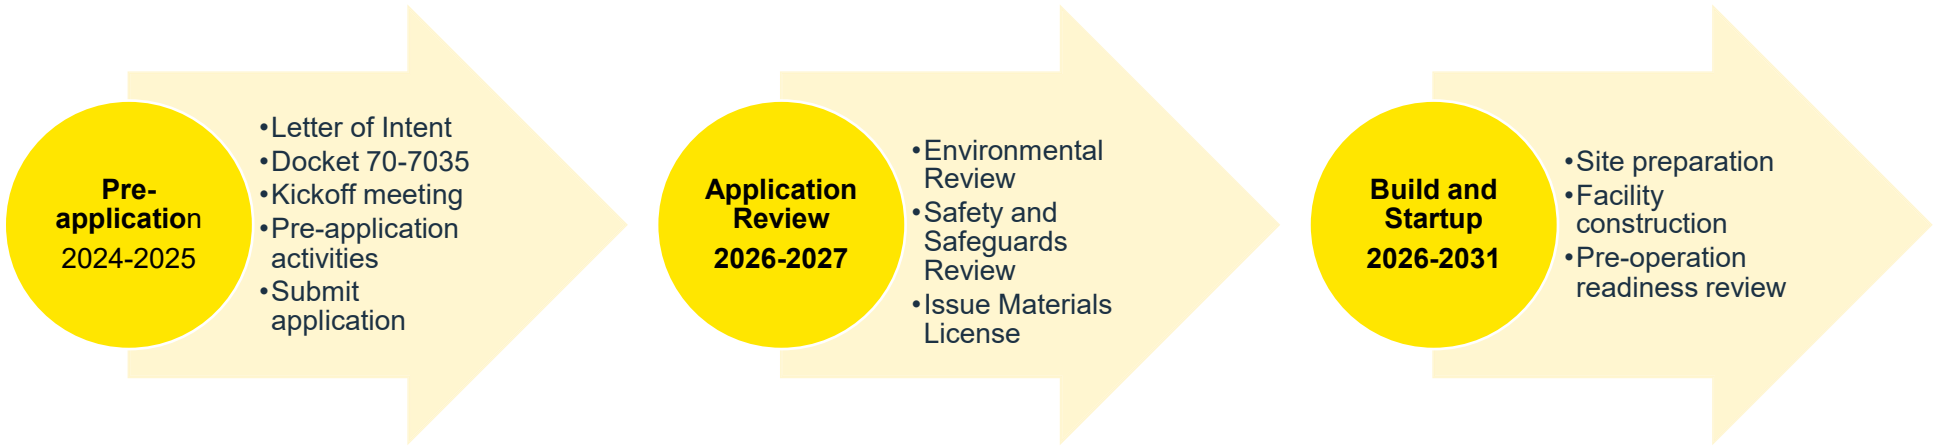 Pre-
application
2024-2025
•Letter of Intent
•Docket 70-7035
•Kickoff meeting
•Pre-application
activities
•Submit
application
Application
Review
2026-2027
•Environmental
Review
•Safety and
Safeguards
Review
•Issue Materials
License
Build and
Startup
2026-2031
•Site preparation
•Facility
construction
•Pre-operation
readiness review